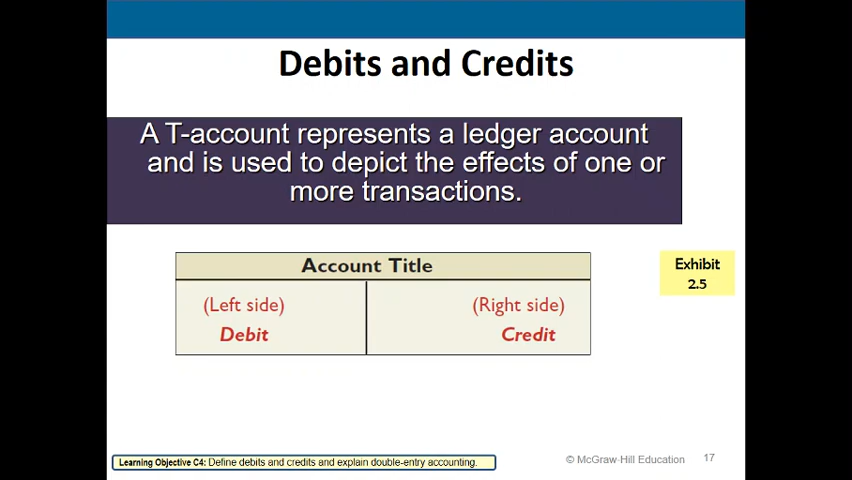 Debits and Credits
A T-account represents a ledger account
and is used to depict the effects of one or
more transactions.
Account Title
(Left side)
Debit
(Right side)
Credit
Exhibit
2.5
Learning Objective C4: Define debits and credits and explain double-entry accounting.
© McGraw-Hill Education 17